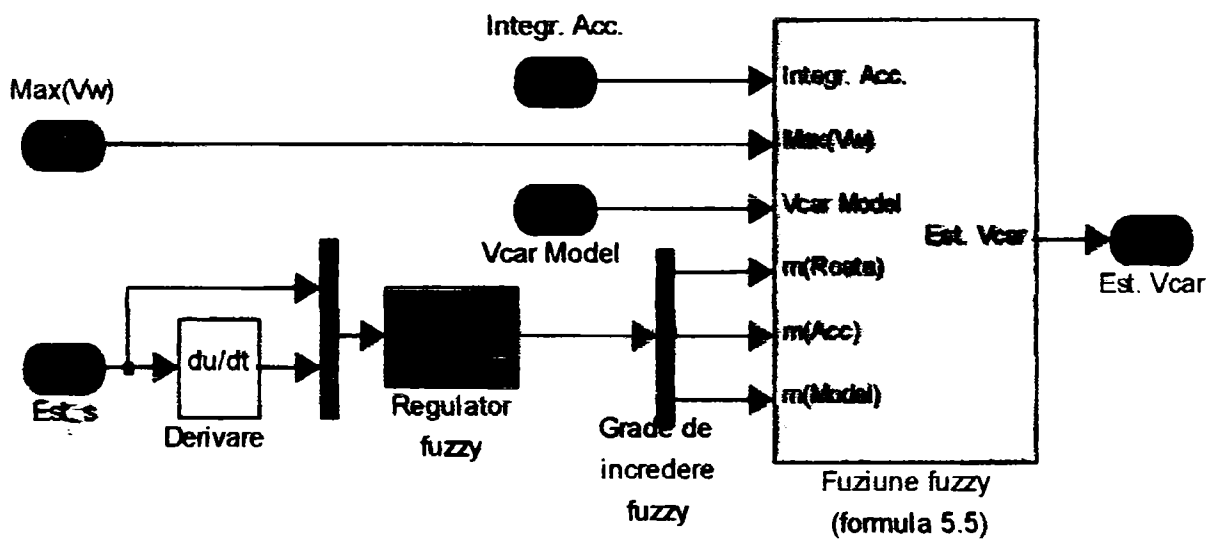 Integr. Acc.
Max(Vw)
Integr. Acc.
Max(Vw)
Vcar Model
Vcar Model
Est. Vcar
Est. Vcar
m(Roata)
m(Acc)
m(Model)
du/dt
Est. s
Derivare
Regulator
fuzzy
Grade de
incredere
fuzzy
Fuziune fuzzy
(formula 5.5)